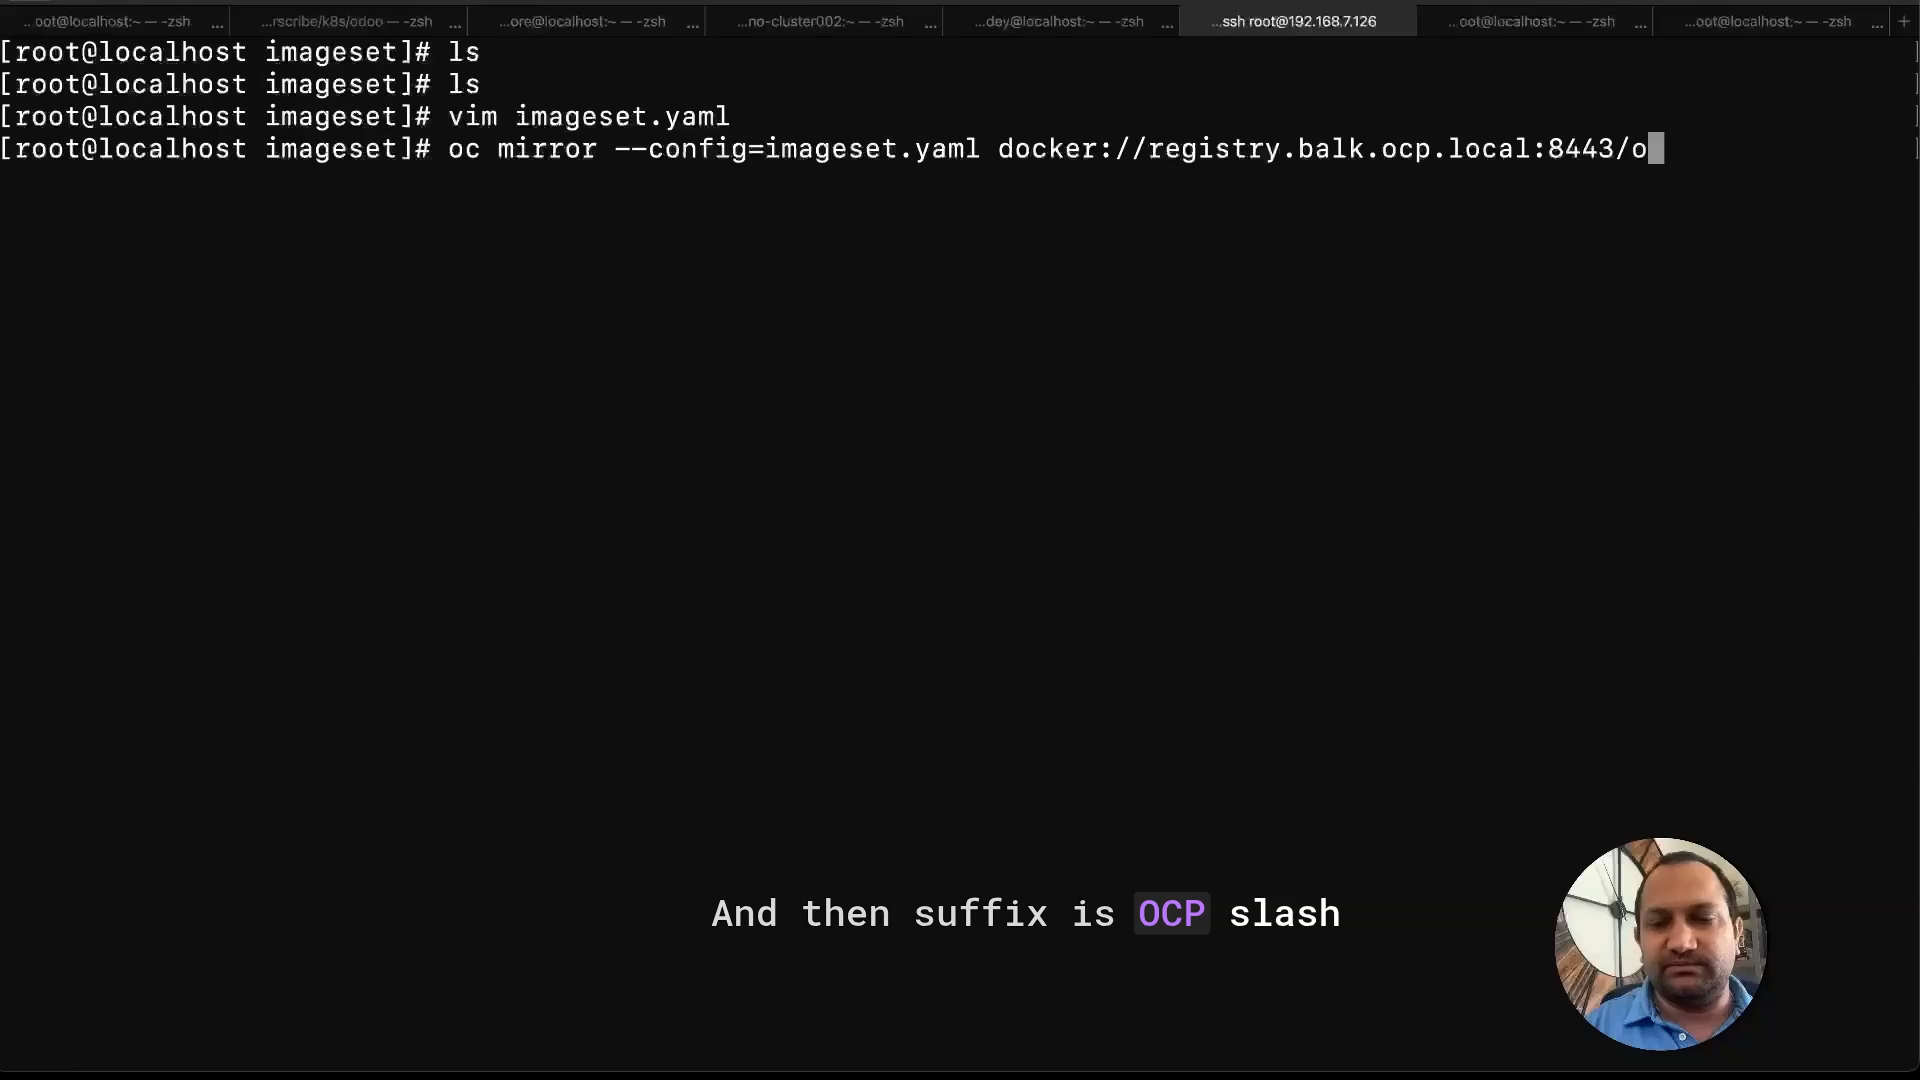 ...oot@localhost:~ — -zsh ... ...rscribe/k8s/odoo — -zsh ... ...ore@localhost:~ — -zsh ... ...no-cluster002:~ — -zsh ... ...dey@localhost:~ — -zsh ... ...ssh root@192.168.7.126 ...oot@localhost:~ — -zsh ... ...oot@localhost:~ — -zsh ... +
[root@localhost imageset]# ls ]
[root@localhost imageset]# ls ]
[root@localhost imageset]# vim imageset.yaml ]
[root@localhost imageset]# oc mirror --config=imageset.yaml docker://registry.balk.ocp.local:8443/o ]
And then suffix is OCP slash